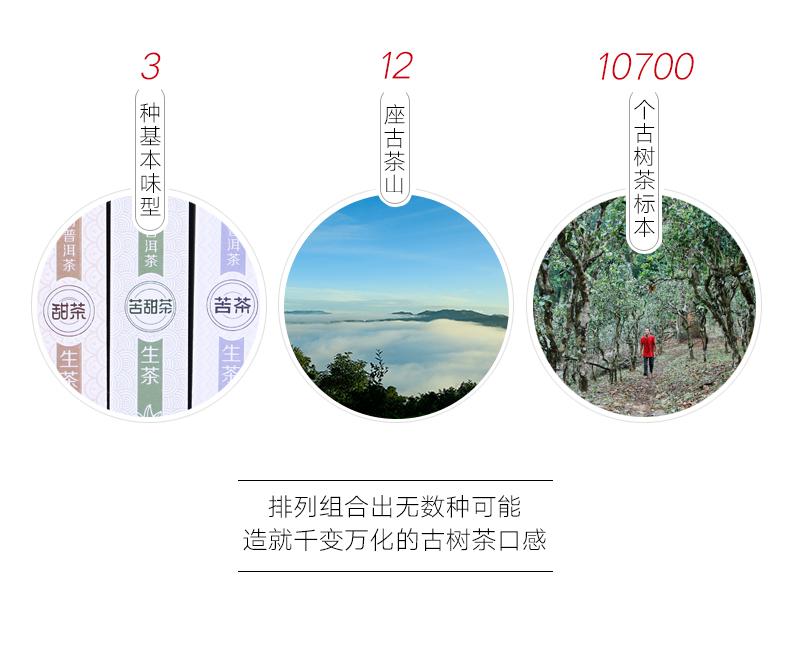 3
种基本味型
12
座古茶山
10700
个古树茶标本
普洱茶
甜茶
生茶
普洱茶
苦甜茶
生茶
洱茶
苦茶
生茶
排列组合出无数种可能
造就千变万化的古树茶口感